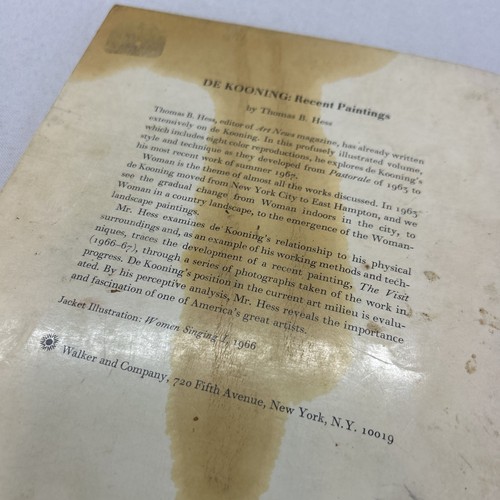 DE KOONING: Recent Paintings
by Thomas B. Hess
Thomas B. Hess, editor of Art News magazine, has already written
extensively on de Kooning. In this profusely illustrated volume,
which includes eight color reproductions, he explores de Kooning's
style and technique as they developed from Pastorale of 1963 to
his most recent work of summer 1967.
Woman is the theme of almost all the works discussed. In 1963
de Kooning moved from New York City to East Hampton, and we
see the gradual change from Woman indoors in the city, to
Woman in a country landscape, to the emergence of the Woman-
landscape paintings.
Mr. Hess examines de Kooning's relationship to his physical
surroundings and, as an example of his working methods and tech-
niques, traces the development of a recent painting, The Visit
(1966–67), through a series of photographs taken of the work in
progress. De Kooning's position in the current art milieu is evalu-
ated. By his perceptive analysis, Mr. Hess reveals the importance
and fascination of one of America's great artists.
Jacket Illustration: Women Singing I, 1966
Walker and Company, 720 Fifth Avenue, New York, N.Y. 10019